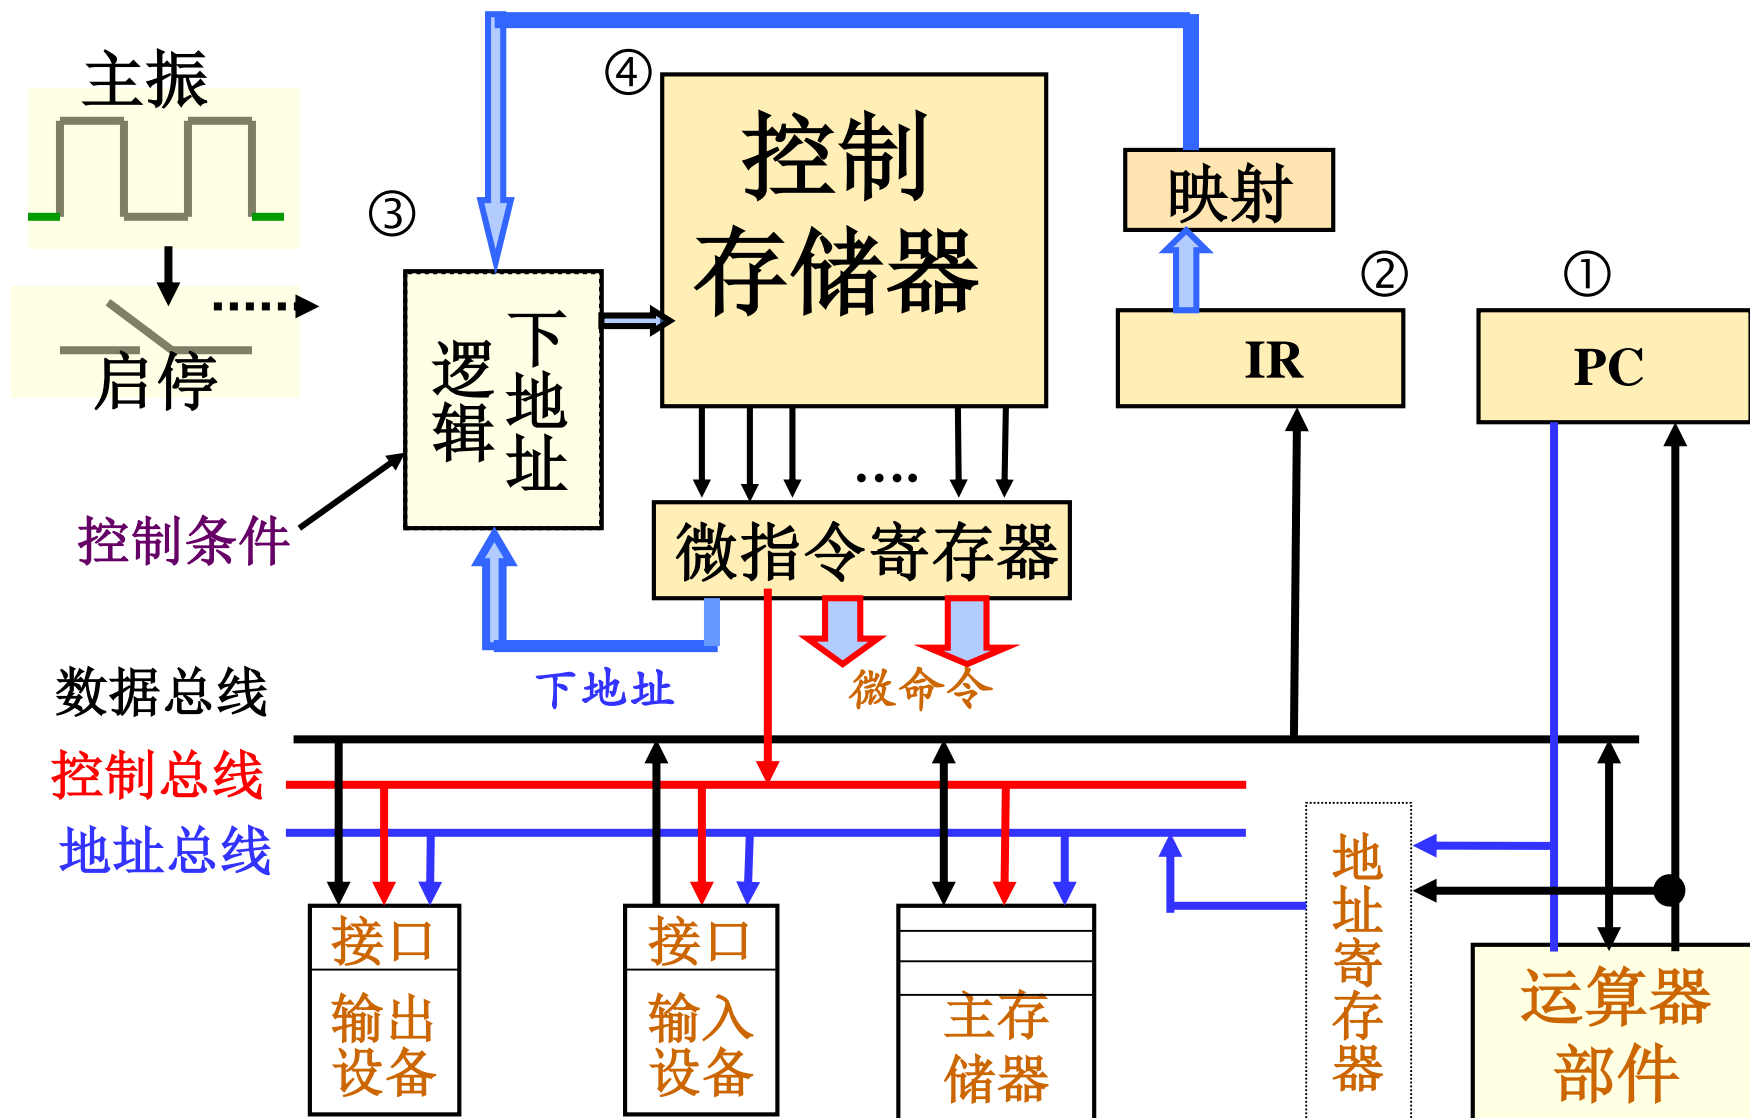 主振
④
控制
存储器
映射
③
②
①
启停
逻辑
下地址
IR
PC
....
控制条件
微指令寄存器
下地址
微命令
数据总线
控制总线
地址总线
接口
输出
设备
接口
输入
设备
主存
储器
地址寄存器
运算器
部件